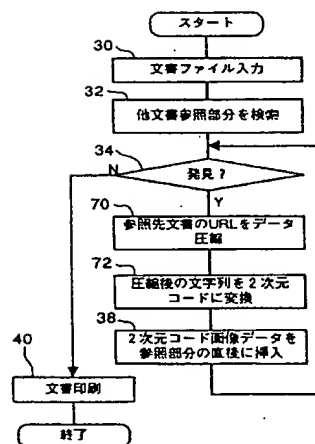 スタート
30
文書ファイル入力
32
他文書参照部分を検索
34
N
発見?
Y
70
参照先文書のURLをデータ
圧縮
72
圧縮後の文字列を2次元
コードに変換
38
2次元コード画像データを
参照部分の直後に挿入
40
文書印刷
終了